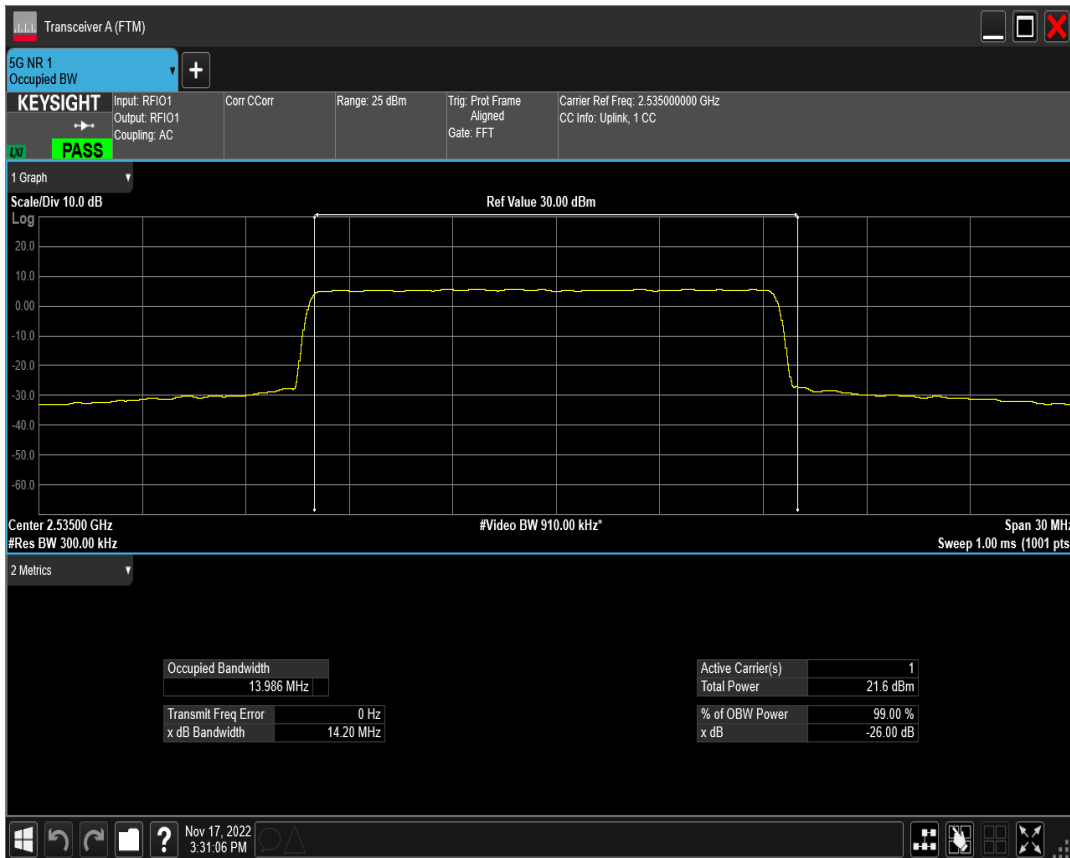 Transceiver A (FTM)
5G NR 1
Occupied BW
+
KEYSIGHT
LXI
PASS
Input: RFIO1
Output: RFIO1
Coupling: AC
Corr CCorr
Range: 25 dBm
Trig: Prot Frame
Aligned
Gate: FFT
Carrier Ref Freq: 2.535000000 GHz
CC Info: Uplink, 1 CC
1 Graph
Scale/Div 10.0 dB
Ref Value 30.00 dBm
Log
20.0
10.0
0.00
-10.0
-20.0
-30.0
-40.0
-50.0
-60.0
Center 2.53500 GHz
#Video BW 910.00 kHz*
Span 30 MHz
#Res BW 300.00 kHz
Sweep 1.00 ms (1001 pts
2 Metrics
Occupied Bandwidth
13.986 MHz
Transmit Freq Error 0 Hz
x dB Bandwidth 14.20 MHz
Active Carrier(s) 1
Total Power 21.6 dBm
% of OBW Power 99.00 %
x dB -26.00 dB
?
Nov 17, 2022
3:31:06 PM